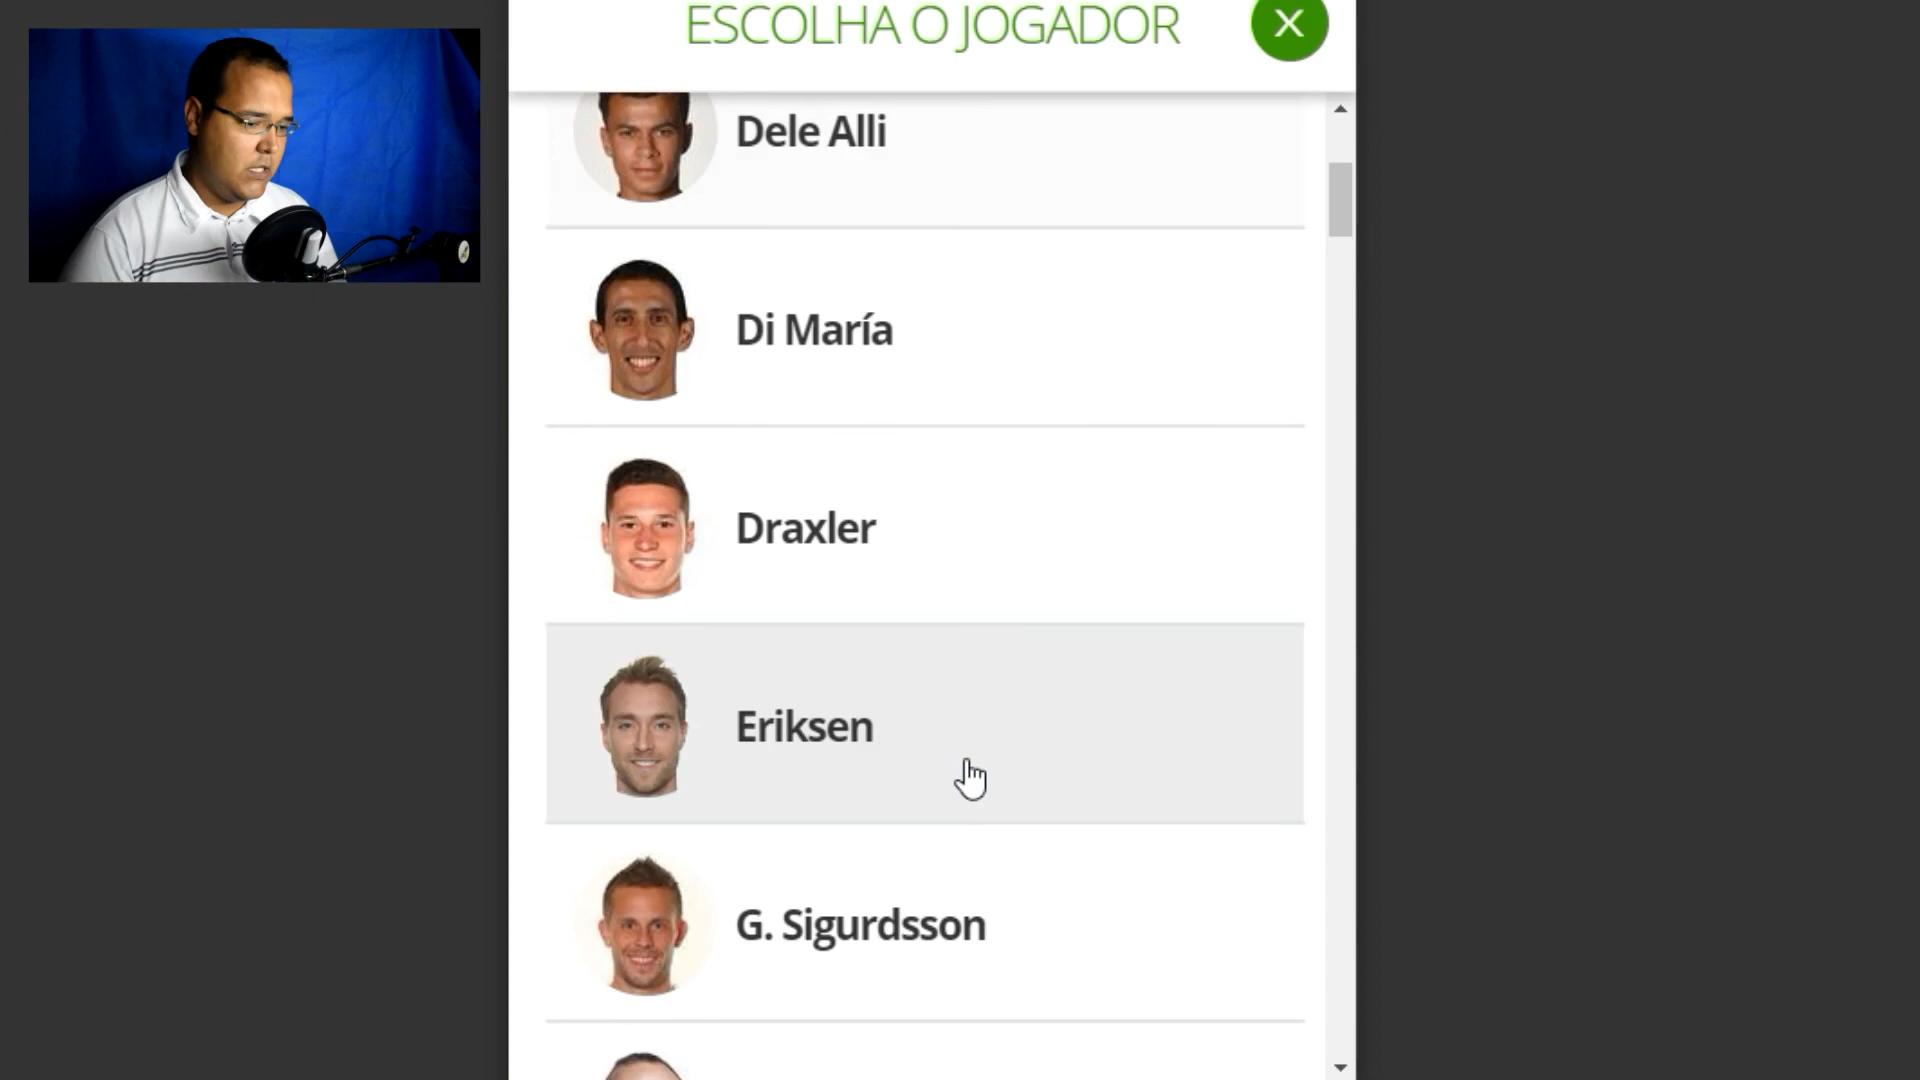 ESCOLHA O JOGADOR
X
Dele Alli
Di María
Draxler
Eriksen
G. Sigurdsson